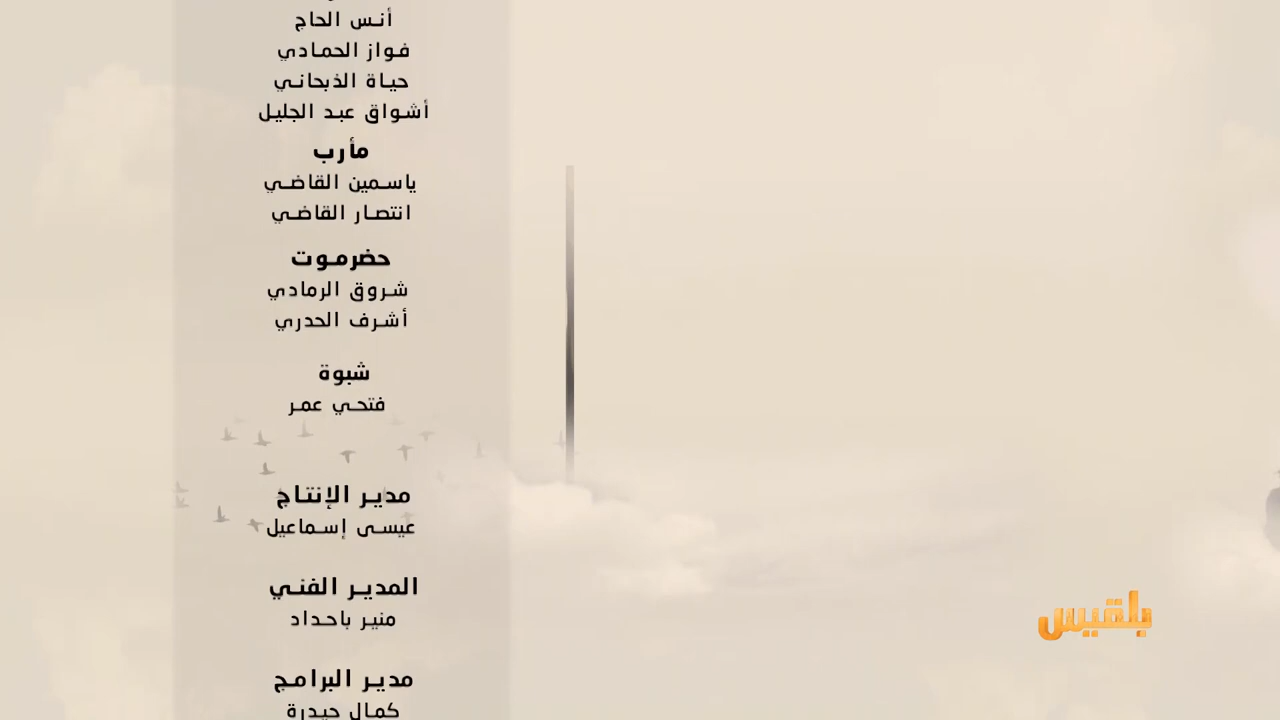 أنس الحاج
فواز الحمادي
حياة الذبحاني
أشواق عبد الجليل
مأرب
ياسمين القاضي
انتصار القاضي
حضرموت
شروق الرمادي
أشرف الحدري
شبوة
فتحي عمر
مدير الإنتاج
عيسى إسماعيل
المدير الفني
منير باحداد
مدير البرامج
كمال حيدرة
بلقيس